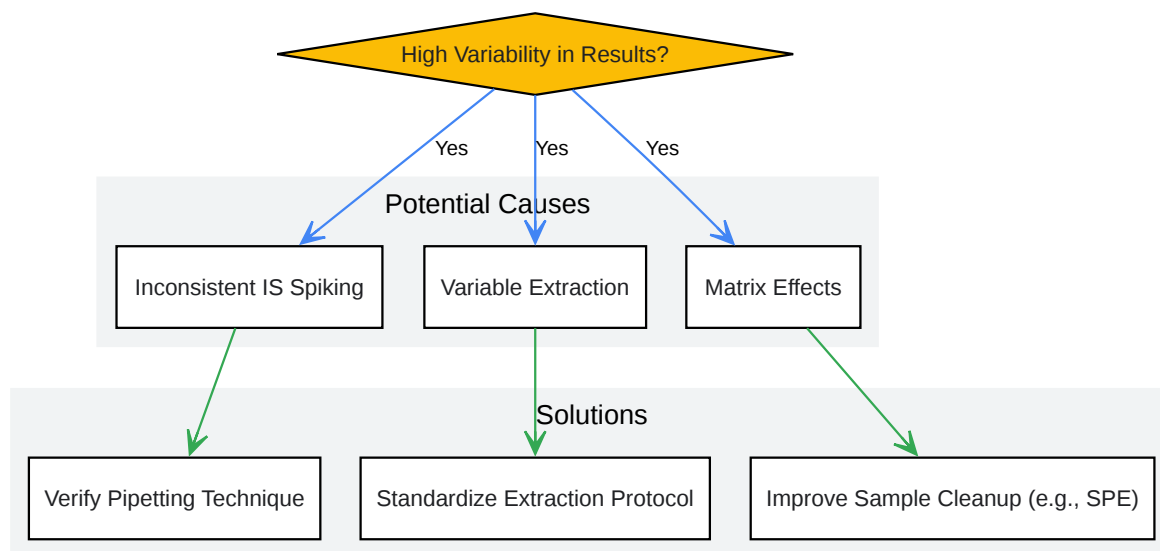 High Variability in Results?
Yes
Yes
Yes
Potential Causes
Inconsistent IS Spiking
Variable Extraction
Matrix Effects
Solutions
Verify Pipetting Technique
Standardize Extraction Protocol
Improve Sample Cleanup (e.g., SPE)